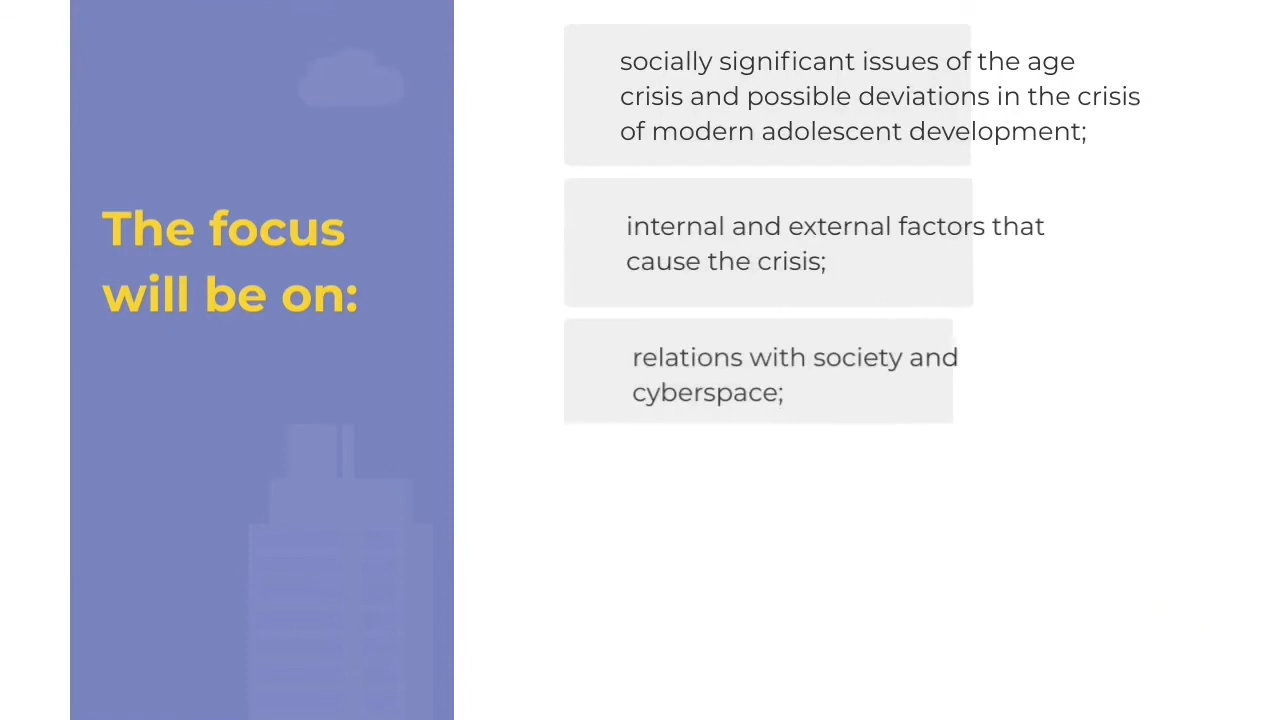 The focus
will be on:
socially significant issues of the age
crisis and possible deviations in the crisis
of modern adolescent development;
internal and external factors that
cause the crisis;
relations with society and
cyberspace;